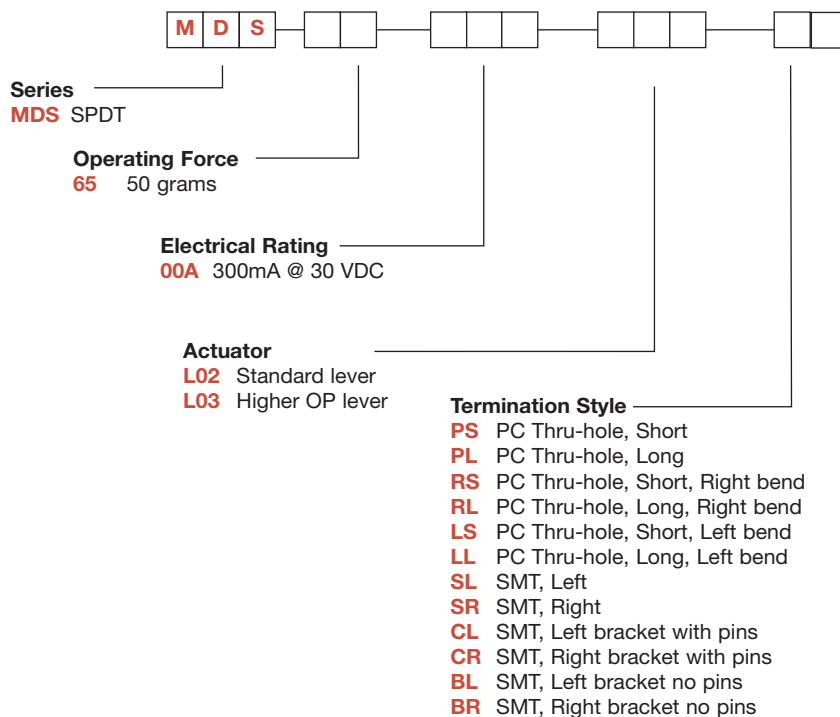 M D S
Series
MDS SPDT
Operating Force
65 50 grams
Electrical Rating
00A 300mA @ 30 VDC
Actuator
L02 Standard lever
L03 Higher OP lever
Termination Style
PS PC Thru-hole, Short
PL PC Thru-hole, Long
RS PC Thru-hole, Short, Right bend
RL PC Thru-hole, Long, Right bend
LS PC Thru-hole, Short, Left bend
LL PC Thru-hole, Long, Left bend
SL SMT, Left
SR SMT, Right
CL SMT, Left bracket with pins
CR SMT, Right bracket with pins
BL SMT, Left bracket no pins
BR SMT, Right bracket no pins